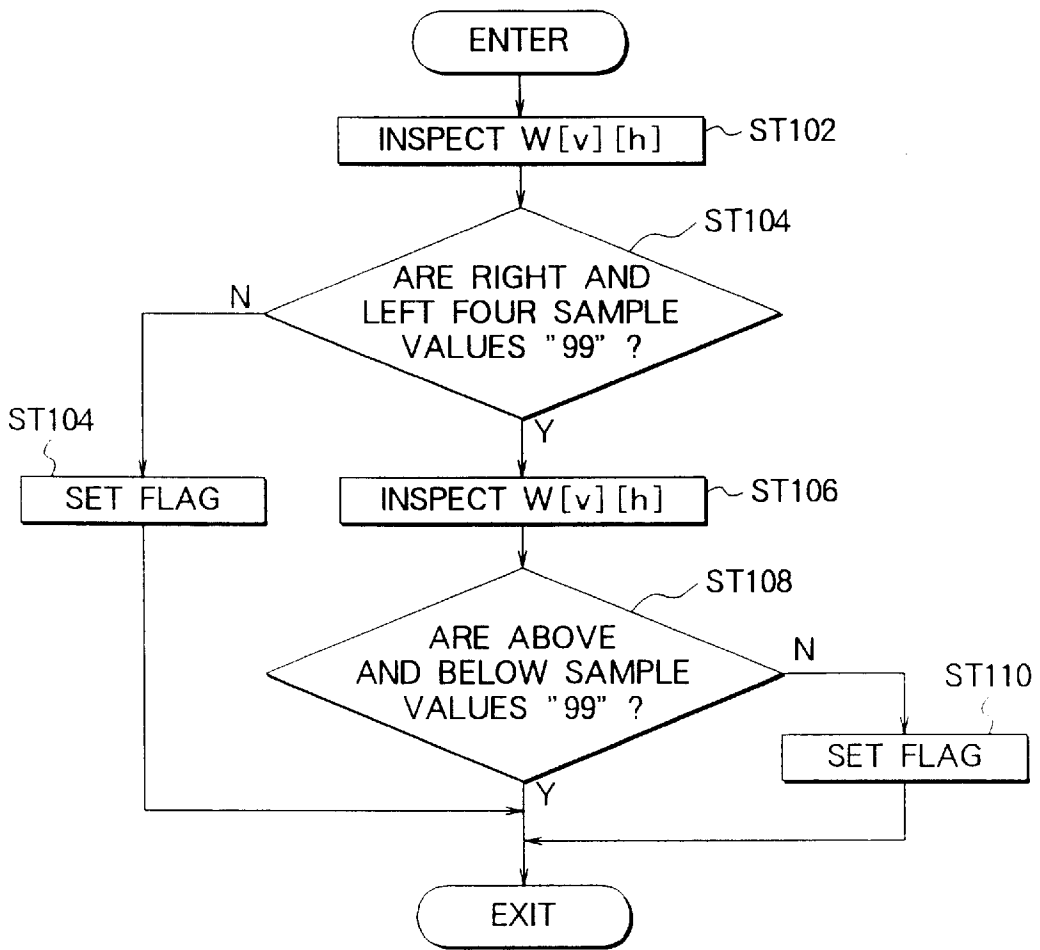 ENTER
INSPECT W[v][h]
ST102
ST104
ARE RIGHT AND
LEFT FOUR SAMPLE
VALUES "99" ?
N
Y
ST104
SET FLAG
INSPECT W[v][h]
ST106
ST108
ARE ABOVE
AND BELOW SAMPLE
VALUES "99" ?
N
Y
ST110
SET FLAG
EXIT